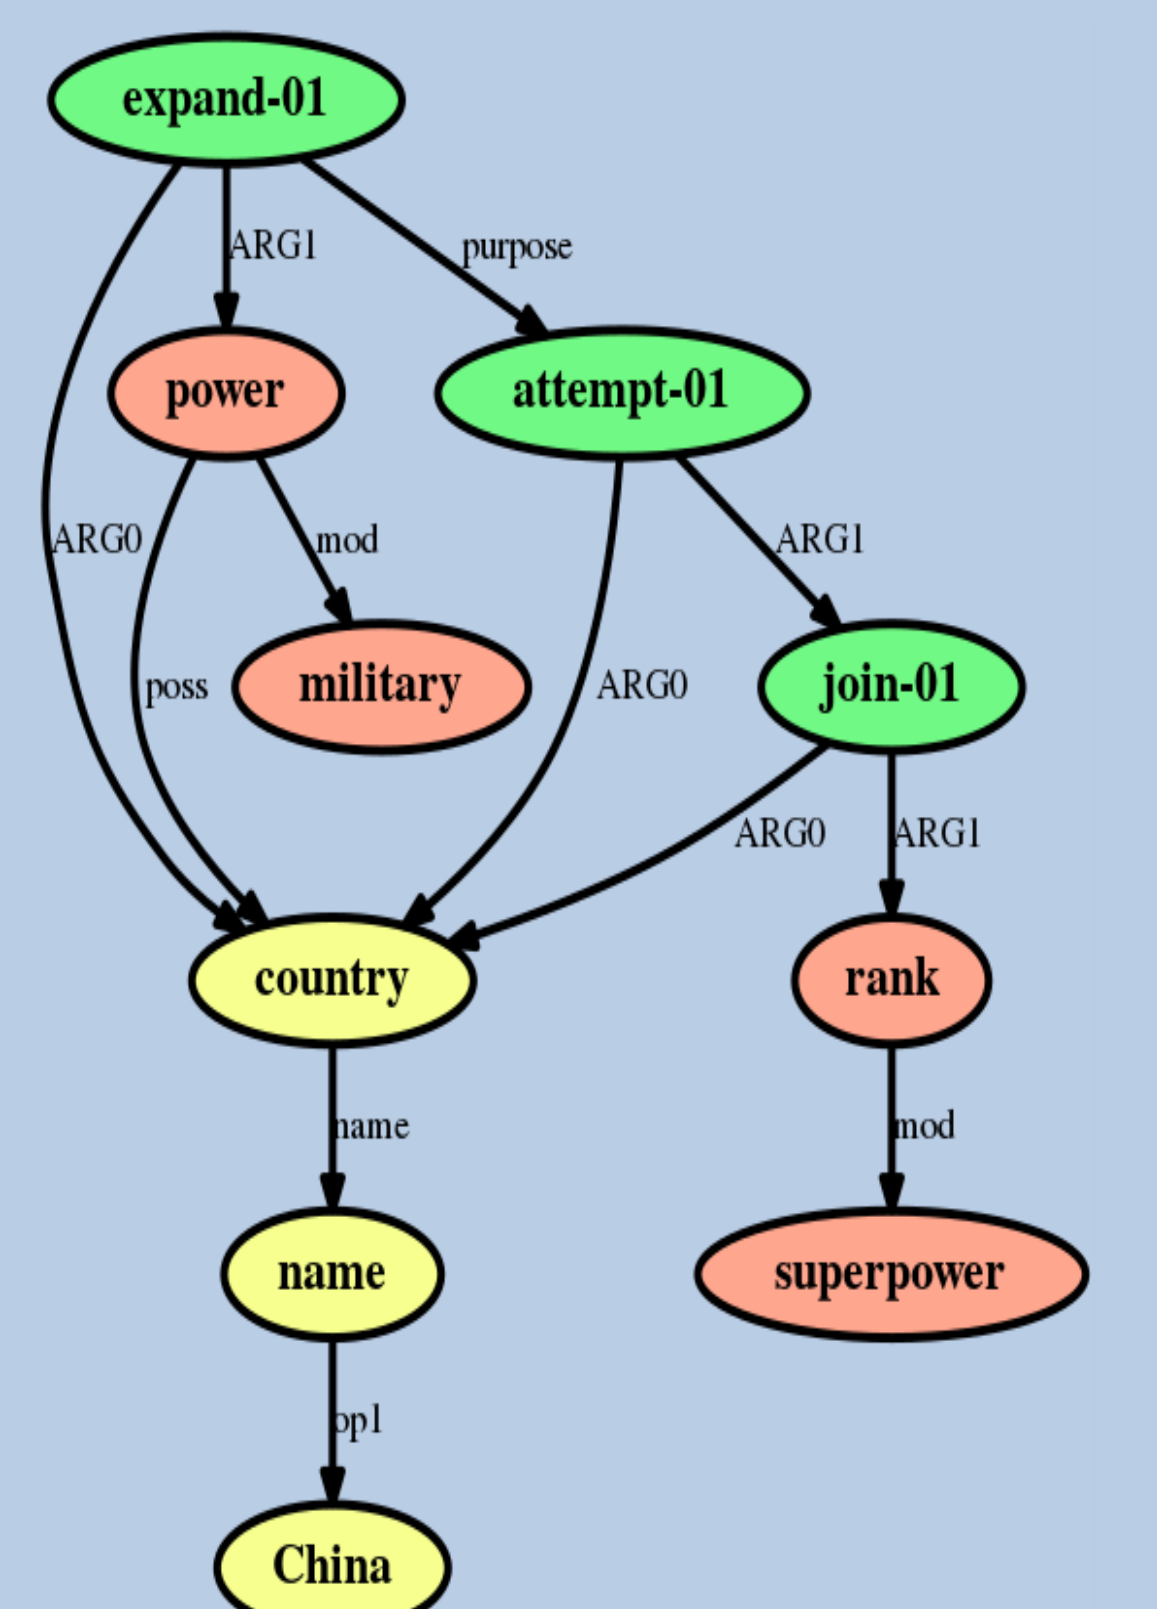 expand-01
ARG1
purpose
power
attempt-01
ARG0
mod
ARG1
poss
military
ARG0
join-01
ARG0
ARG1
country
rank
name
mod
name
superpower
op1
China